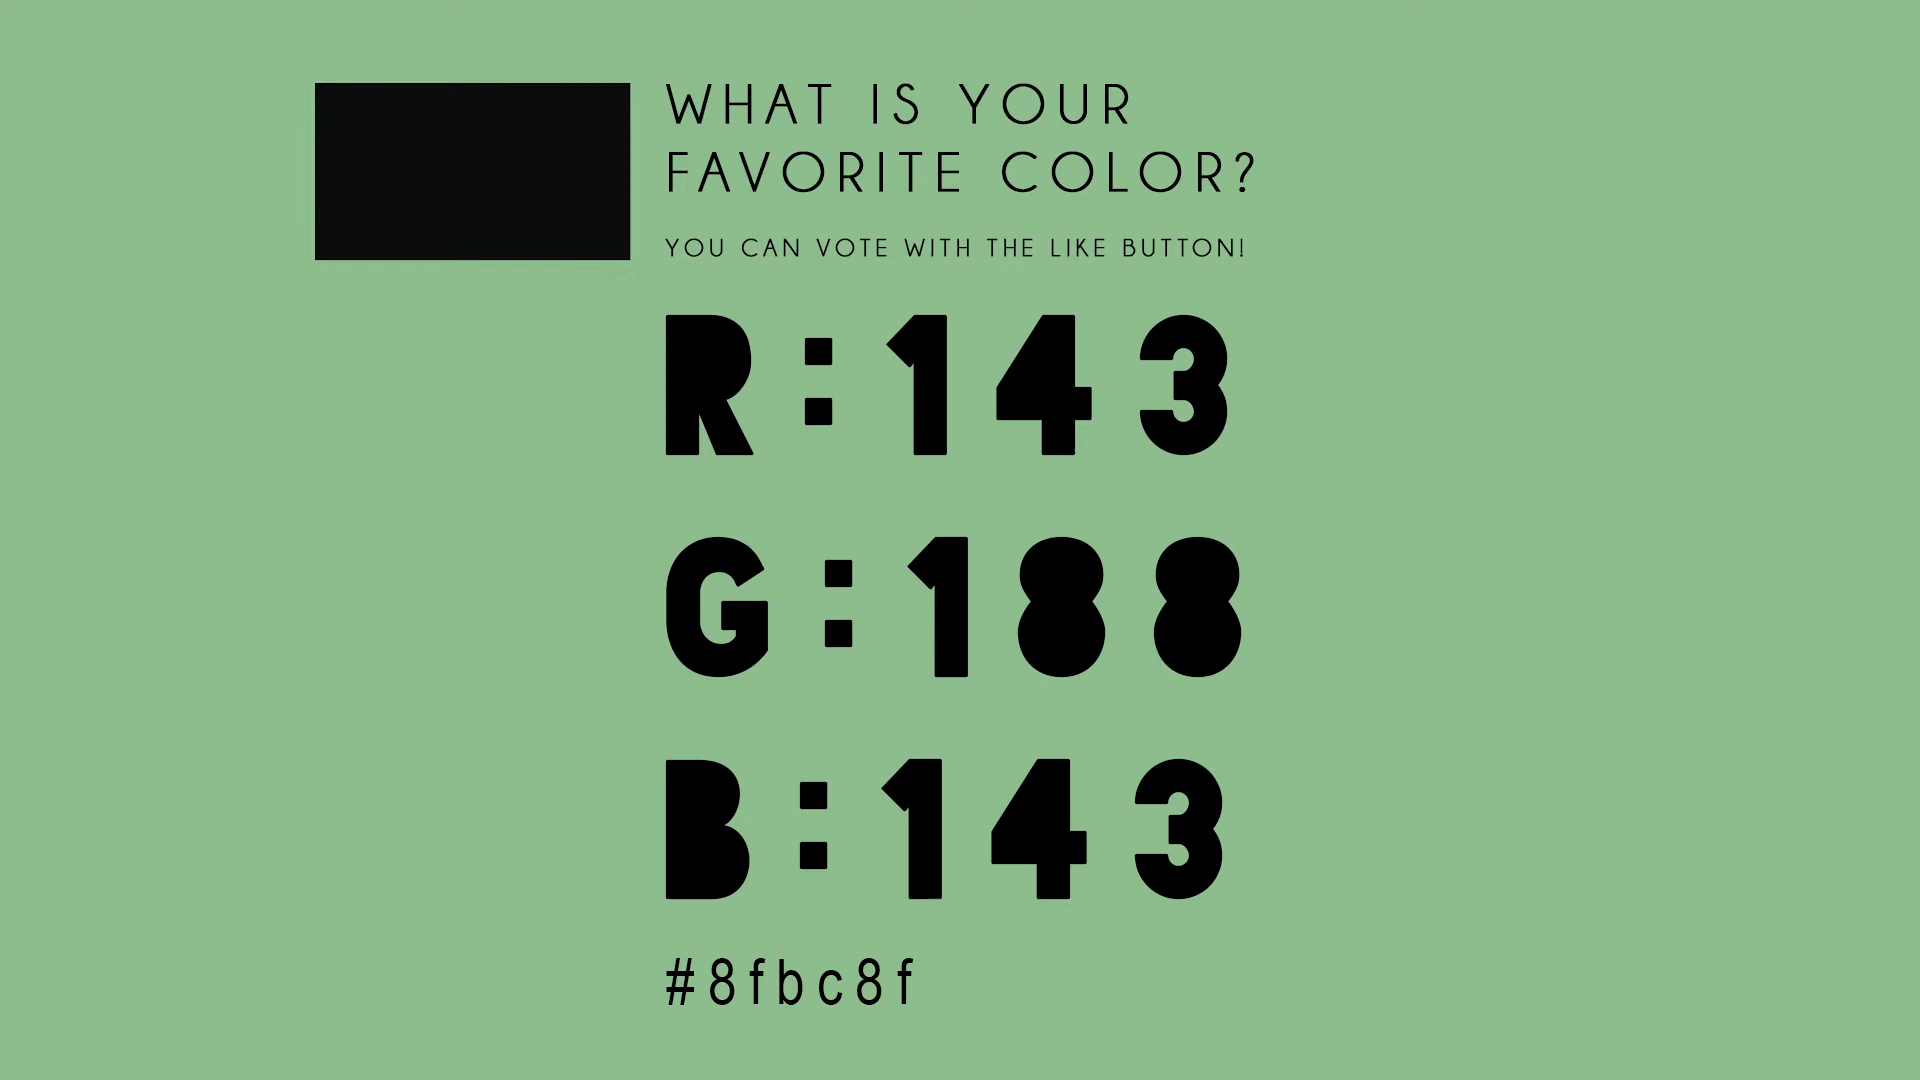 WHAT IS YOUR
FAVORITE COLOR?
YOU CAN VOTE WITH THE LIKE BUTTON!
R:143
G:188
B:143
#8fbc8f